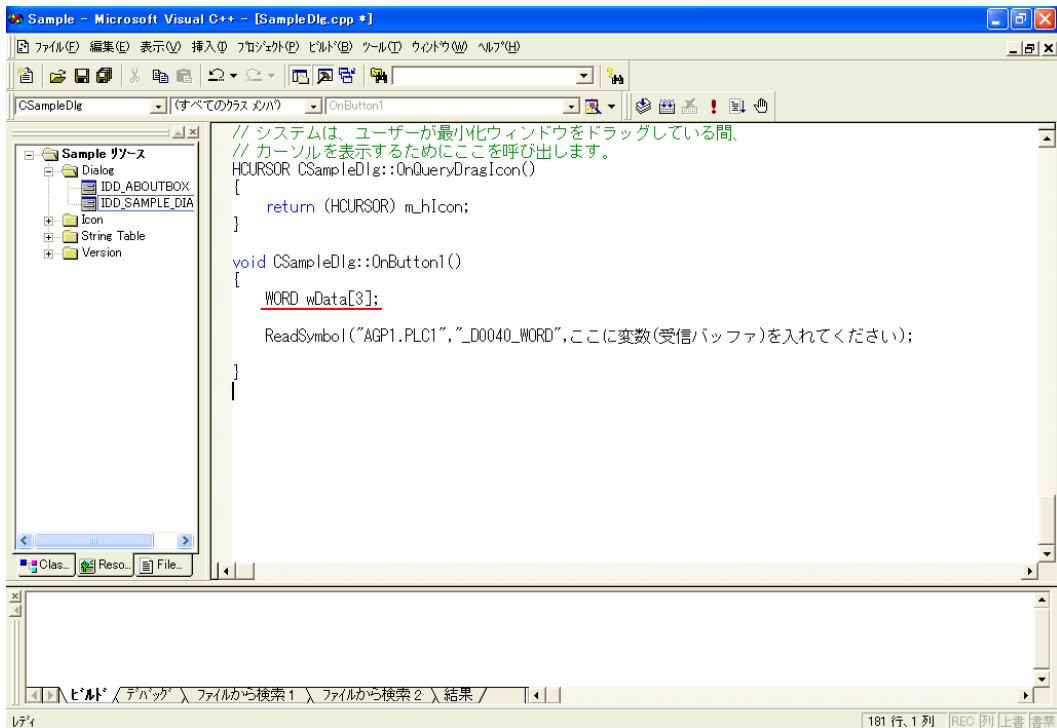 Sample - Microsoft Visual C++ - [SampleDlg.cpp *]
ファイル(F) 編集(E) 表示(V) 挿入(I) プロジェクト(P) ビルド(B) ツール(T) ウィンドウ(W) ヘルプ(H)
CSampleDlg (すべてのクラス メンバ) OnButton1
Sample リソース
Dialog
IDD_ABOUTBOX
IDD_SAMPLE_DIA
Icon
String Table
Version
Clas... Reso... File...
// システムは、ユーザーが最小化ウィンドウをドラッグしている間、
// カーソルを表示するためにここを呼び出します。
HCURSOR CSampleDlg::OnQueryDragIcon()
{
return (HCURSOR) m_hIcon;
}
void CSampleDlg::OnButton1()
{
WORD wData[3];
ReadSymbol("AGP1.PLC1","_D0040_WORD",ここに変数(受信バッファ)を入れてください);
}
ビルド デバッグ ファイルから検索 1 ファイルから検索 2 結果
レディ 181 行、1 列 REC 列 上書 書禁